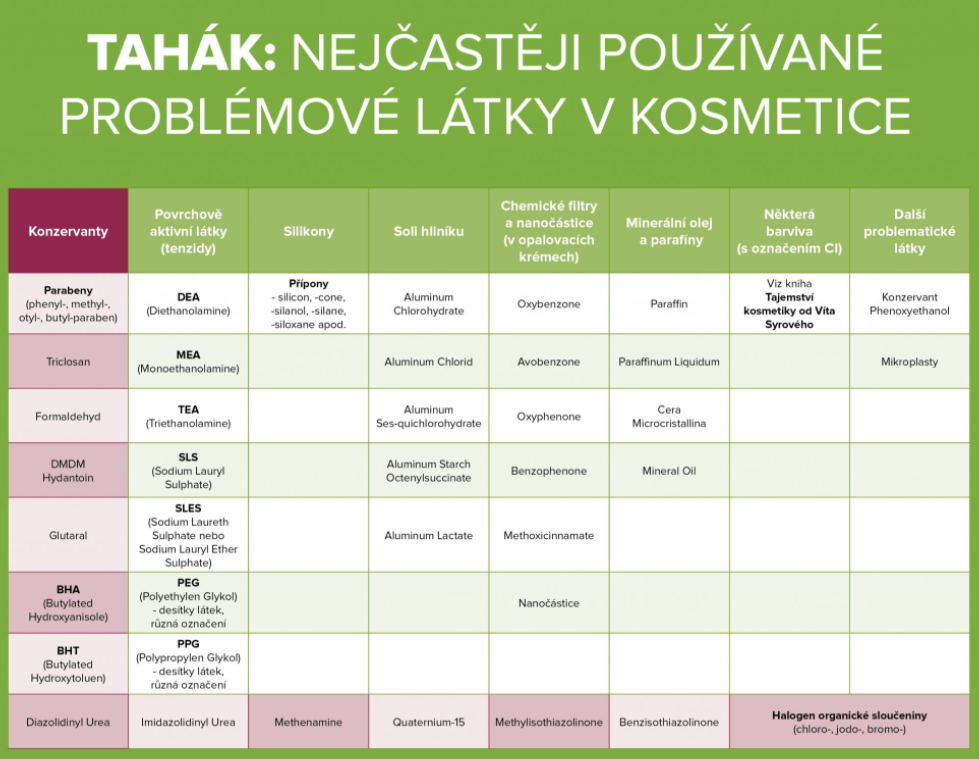 TAHÁK: NEJČASTĚJI POUŽÍVANÉ
PROBLÉMOVÉ LÁTKY V KOSMETICE
Konzervanty
Povrchově
aktivní látky
(tenzidy)
Silikony
Soli hliníku
Chemické filtry
a nanočástice
(v opalovacích
krémech)
Minerální olej
a parafíny
Některá
barviva
(s označením CI)
Další
problematické
látky
Parabeny
(phenyl-, methyl-,
otyl-, butyl-paraben)
DEA
(Diethanolamine)
Přípony
- silicon, -cone,
-silanol, -silane,
-siloxane apod.
Aluminum
Chlorohydrate
Oxybenzone
Paraffin
Viz kniha
Tajemství
kosmetiky od Víta
Syrového
Konzervant
Phenoxyethanol
Triclosan
MEA
(Monoethanolamine)
Aluminum Chlorid
Avobenzone
Paraffinum Liquidum
Mikroplasty
Formaldehyd
TEA
(Triethanolamine)
Aluminum
Ses-quichlorohydrate
Oxyphenone
Cera
Microcristallina
DMDM
Hydantoin
SLS
(Sodium Lauryl
Sulphate)
Aluminum Starch
Octenylsuccinate
Benzophenone
Mineral Oil
Glutaral
SLES
(Sodium Laureth
Sulphate nebo
Sodium Lauryl Ether
Sulphate)
Aluminum Lactate
Methoxicinnamate
BHA
(Butylated
Hydroxyanisole)
PEG
(Polyethylen Glykol)
- desítky látek,
různá označení
Nanočástice
BHT
(Butylated
Hydroxytoluen)
PPG
(Polypropylen Glykol)
- desítky látek,
různá označení
Diazolidinyl Urea
Imidazolidinyl Urea
Methenamine
Quaternium-15
Methylisothiazolinone
Benzisothiazolinone
Halogen organické sloučeniny
(chloro-, jodo-, bromo-)